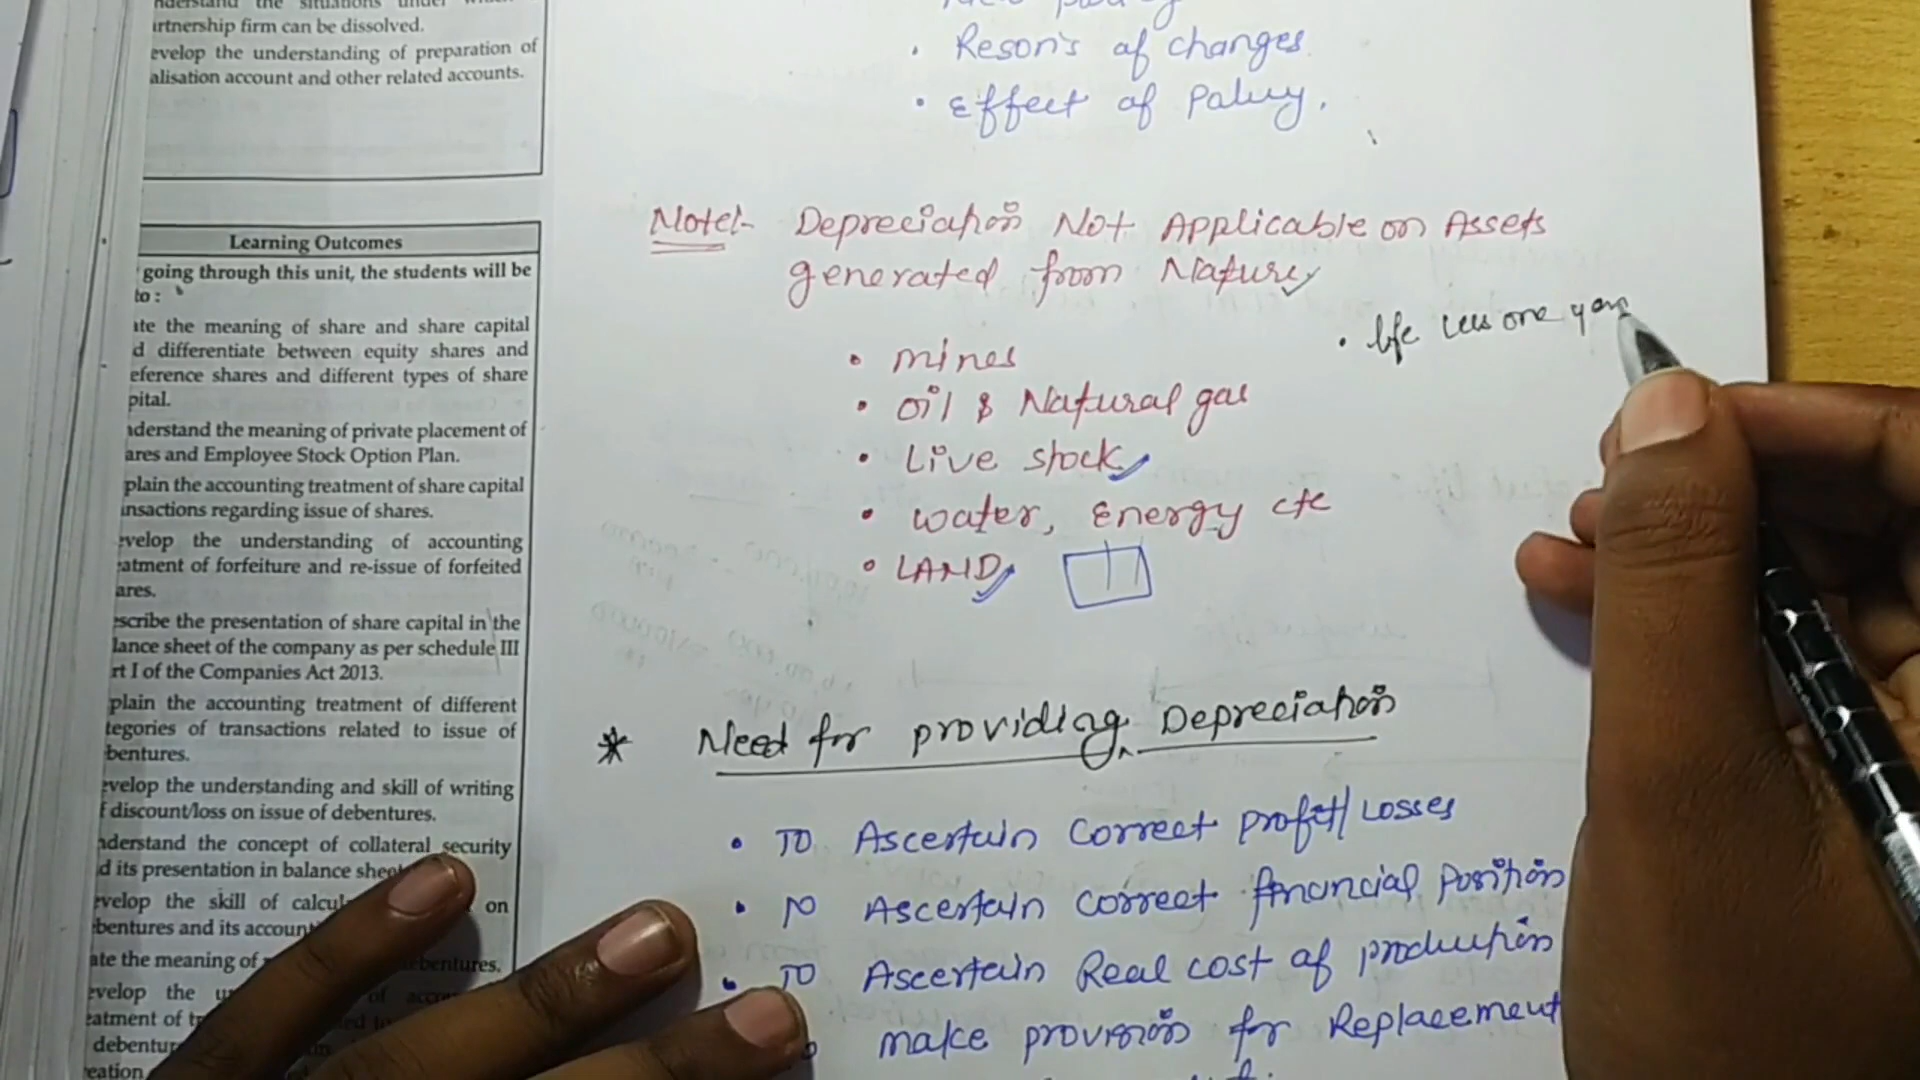 rtnership firm can be dissolved.
evelop the understanding of preparation of
alisation account and other related accounts.
Learning Outcomes
going through this unit, the students will be
to :
ate the meaning of share and share capital
d differentiate between equity shares and
eference shares and different types of share
pital.
nderstand the meaning of private placement of
ares and Employee Stock Option Plan.
plain the accounting treatment of share capital
insactions regarding issue of shares.
evelop the understanding of accounting
eatment of forfeiture and re-issue of forfeited
ares.
escribe the presentation of share capital in the
lance sheet of the company as per schedule III
rt I of the Companies Act 2013.
plain the accounting treatment of different
tegories of transactions related to issue of
bentures.
evelop the understanding and skill of writing
f discount/loss on issue of debentures.
nderstand the concept of collateral security
d its presentation in balance sheet
evelop the skill of on
bentures and its
ate the meaning of
evelop the
eatment of
debentur
eation
• Reson's of changes
• Effect of
Note:- Depreciation Not Applicable on Assets
generated from Nature
• mines
• oil & Natural gas
• Live stock
• water, Energy etc
• LAND
• life less one year
* Need for providing Depreciation
• TO Ascertain correct profit/Losses
• TO Ascertain correct financial position
• TO Ascertain Real cost of production
make provision for Replacement